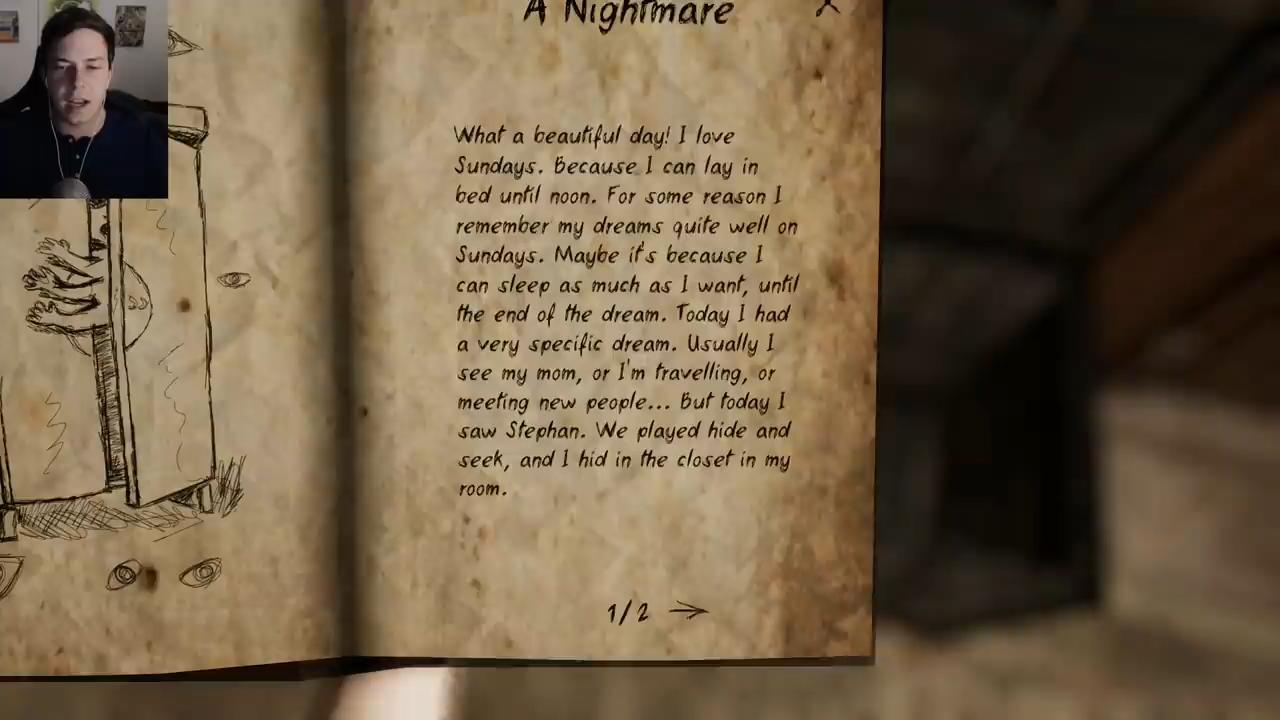 A Nightmare
What a beautiful day! I love
Sundays. Because I can lay in
bed until noon. For some reason I
remember my dreams quite well on
Sundays. Maybe it's because I
can sleep as much as I want, until
the end of the dream. Today I had
a very specific dream. Usually I
see my mom, or I'm travelling, or
meeting new people... But today I
saw Stephan. We played hide and
seek, and I hid in the closet in my
room.
1/2